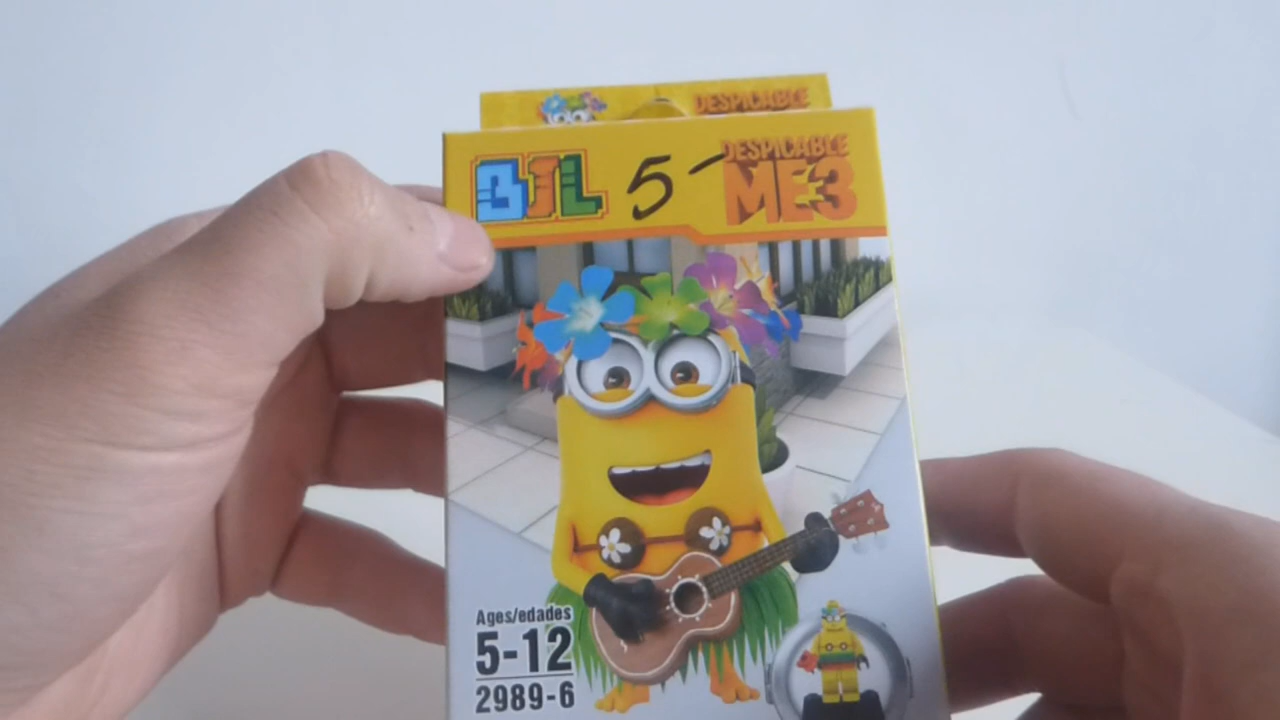 DESPICABLE
BJL 5- DESPICABLE
ME3
Ages/edades
5-12
2989-6